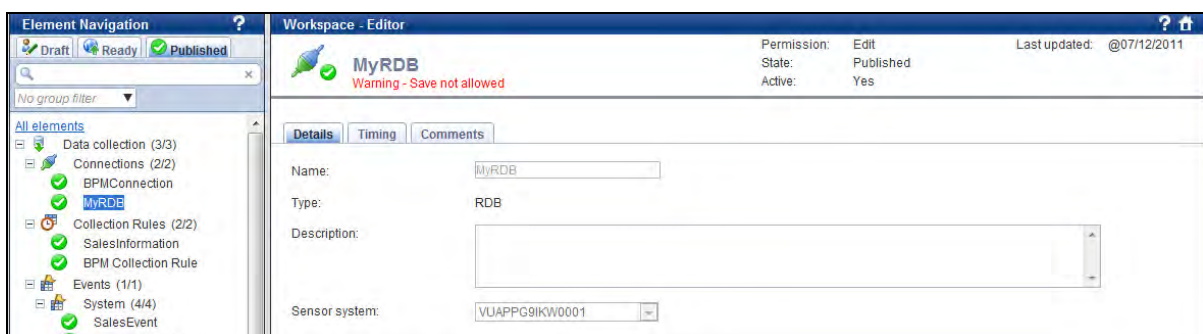 Element Navigation ?
Draft Ready Published
No group filter
All elements
Data collection (3/3)
Connections (2/2)
BPMConnection
MyRDB
Collection Rules (2/2)
SalesInformation
BPM Collection Rule
Events (1/1)
System (4/4)
SalesEvent
Workspace - Editor ?
MyRDB
Warning - Save not allowed
Permission: Edit
State: Published
Active: Yes
Last updated: @07/12/2011
Details Timing Comments
Name: MyRDB
Type: RDB
Description:
Sensor system: VUAPPG9IKW0001